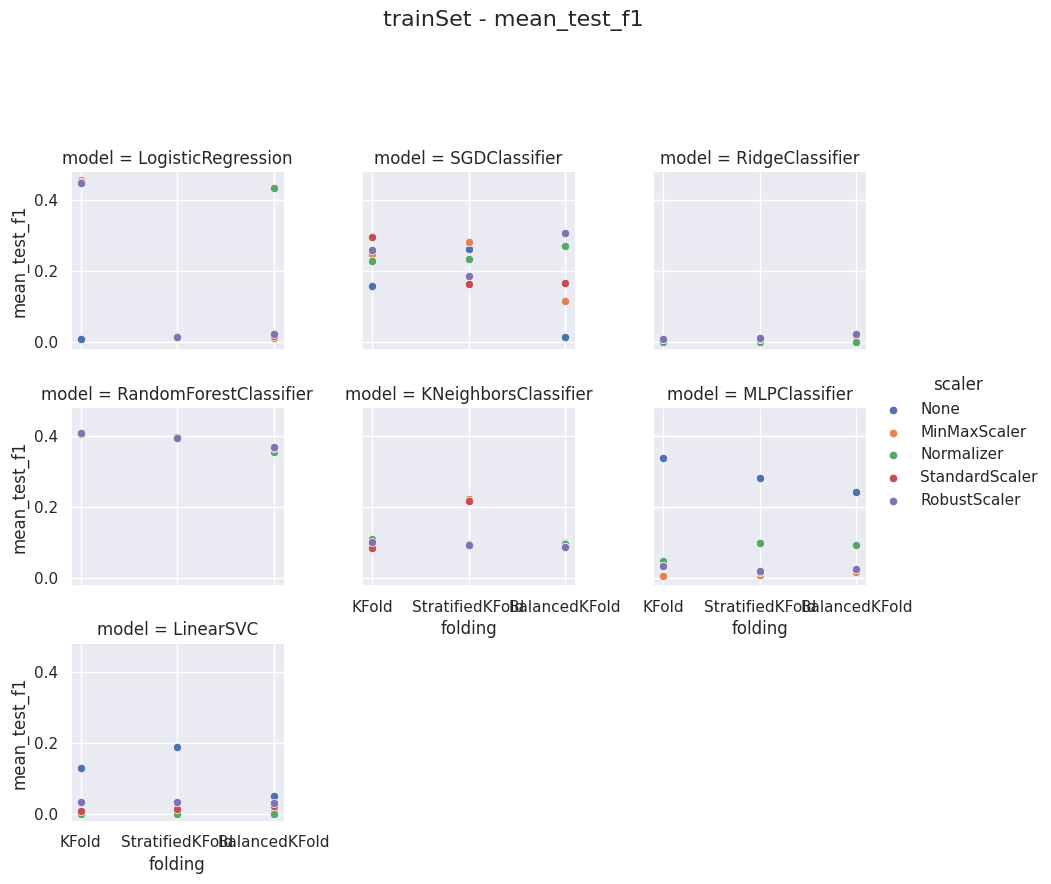 trainSet - mean_test_f1
model = LogisticRegression
model = SGDClassifier
model = RidgeClassifier
mean_test_f1
0.4
0.2
0.0
model = RandomForestClassifier
model = KNeighborsClassifier
model = MLPClassifier
mean_test_f1
0.4
0.2
0.0
KFold
StratifiedKFold
BalancedKFold
folding
KFold
StratifiedKFold
BalancedKFold
folding
scaler
None
MinMaxScaler
Normalizer
StandardScaler
RobustScaler
model = LinearSVC
mean_test_f1
0.4
0.2
0.0
KFold
StratifiedKFold
BalancedKFold
folding